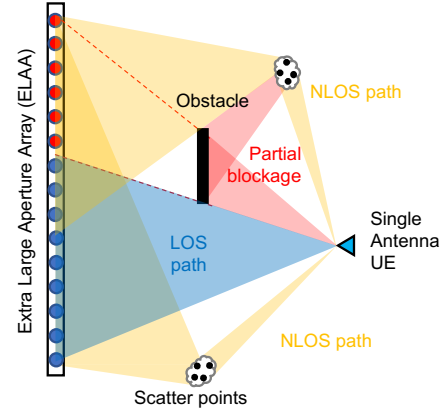 Extra Large Aperture Array (ELAA)
Obstacle
NLOS path
Partial
blockage
LOS
path
Single
Antenna
UE
NLOS path
Scatter points